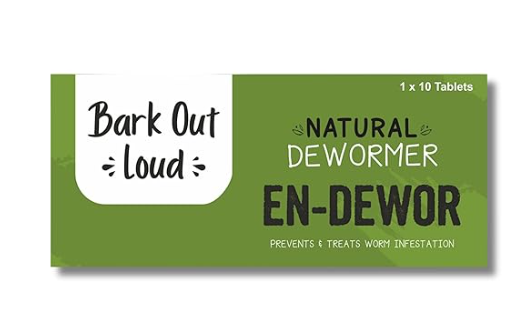 Bark Out
Loud
1 x 10 Tablets
NATURAL
DEWORMER
EN-DEWOR
PREVENTS & TREATS WORM INFESTATION